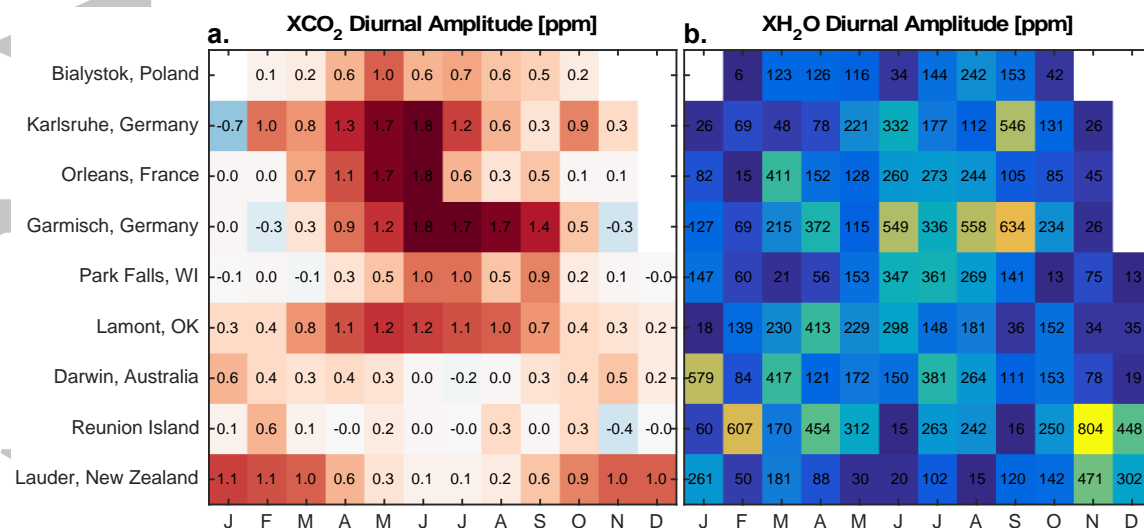 a. XCO2 Diurnal Amplitude [ppm]
b. XH2O Diurnal Amplitude [ppm]
Bialystok, Poland 0.1 0.2 0.6 1.0 0.6 0.7 0.6 0.5 0.2 6 123 126 116 34 144 242 153 42
Karlsruhe, Germany -0.7 1.0 0.8 1.3 1.7 1.8 1.2 0.6 0.3 0.9 0.3 26 69 48 78 221 332 177 112 546 131 26
Orleans, France 0.0 0.0 0.7 1.1 1.7 1.8 0.6 0.3 0.5 0.1 0.1 82 15 411 152 128 260 273 244 105 85 45
Garmisch, Germany 0.0 -0.3 0.3 0.9 1.2 1.8 1.7 1.7 1.4 0.5 -0.3 127 69 215 372 115 549 336 558 634 234 26
Park Falls, WI -0.1 0.0 -0.1 0.3 0.5 1.0 1.0 0.5 0.9 0.2 0.1 -0.0 147 60 21 56 153 347 361 269 141 13 75 13
Lamont, OK 0.3 0.4 0.8 1.1 1.2 1.2 1.1 1.0 0.7 0.4 0.3 0.2 18 139 230 413 229 298 148 181 36 152 34 35
Darwin, Australia 0.6 0.4 0.3 0.4 0.3 0.0 -0.2 0.0 0.3 0.4 0.5 0.2 579 84 417 121 172 150 381 264 111 153 78 19
Reunion Island 0.1 0.6 0.1 -0.0 0.2 0.0 -0.0 0.3 0.0 0.3 -0.4 -0.0 60 607 170 454 312 15 263 242 16 250 804 448
Lauder, New Zealand 1.1 1.1 1.0 0.6 0.3 0.1 0.1 0.2 0.6 0.9 1.0 1.0 261 50 181 88 30 20 102 15 120 142 471 302
J F M A M J J A S O N D J F M A M J J A S O N D